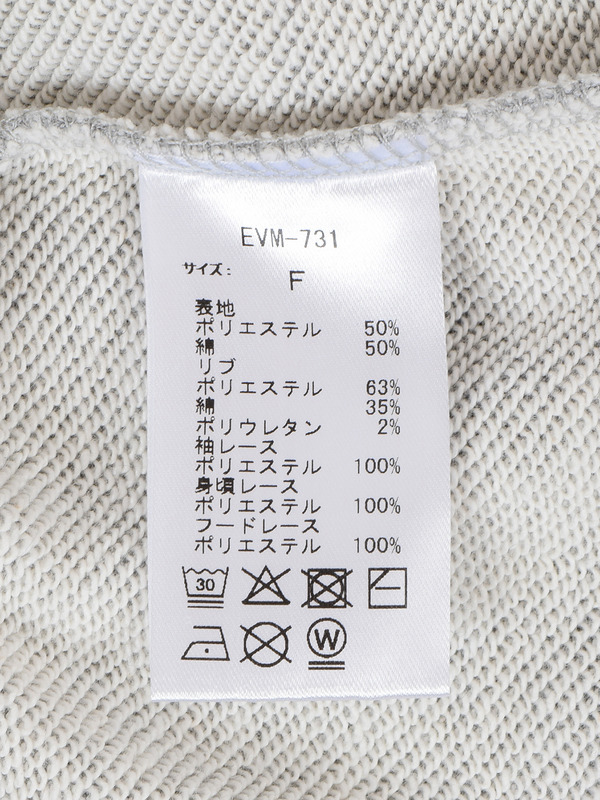 EVM-731
サイズ: F
表地
ポリエステル 50%
綿 50%
リブ
ポリエステル 63%
綿 35%
ポリウレタン 2%
袖レース
ポリエステル 100%
身頃レース
ポリエステル 100%
フードレース
ポリエステル 100%
30
W